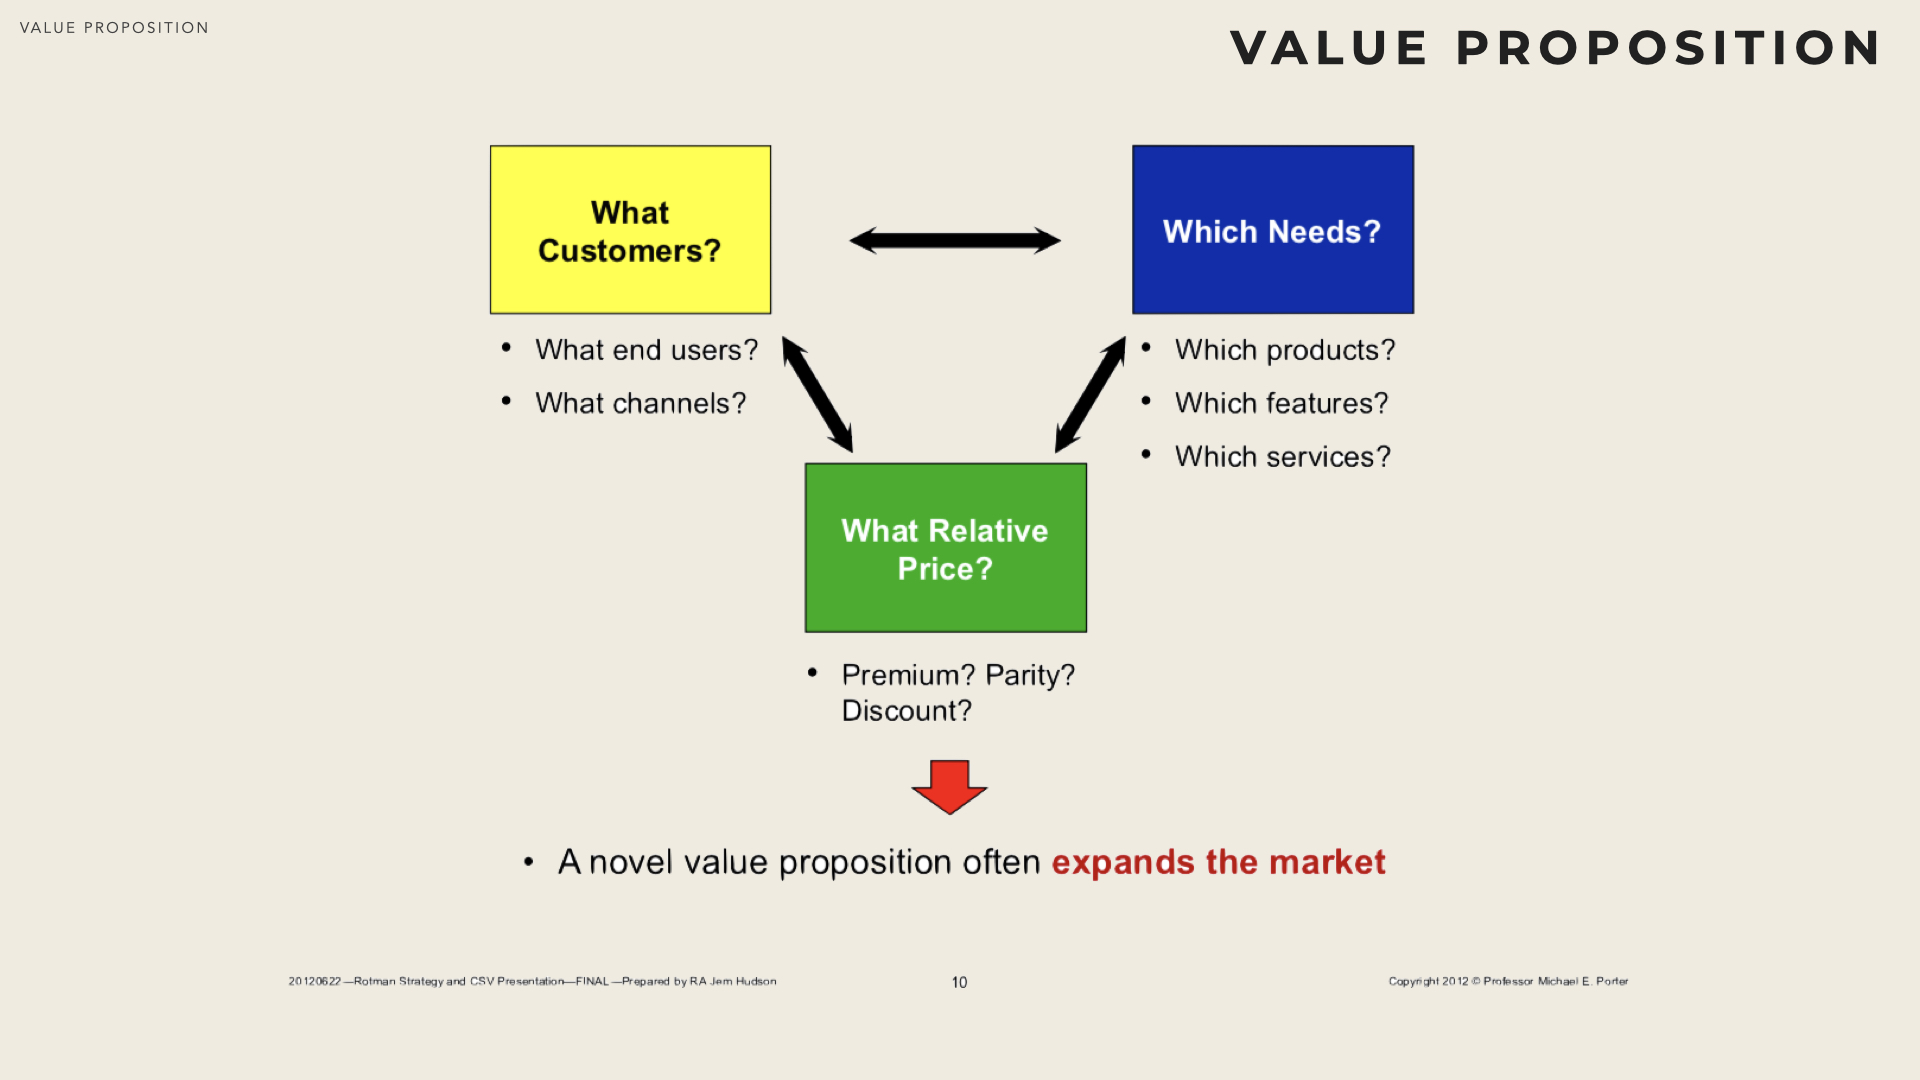 VALUE PROPOSITION
VALUE PROPOSITION
What
Customers?
Which Needs?
• What end users?
• What channels?
• Which products?
• Which features?
• Which services?
What Relative
Price?
• Premium? Parity?
Discount?
• A novel value proposition often expands the market
20120622—Rotman Strategy and CSV Presentation—FINAL—Prepared by RA Jem Hudson
10
Copyright 2012 © Professor Michael E. Porter